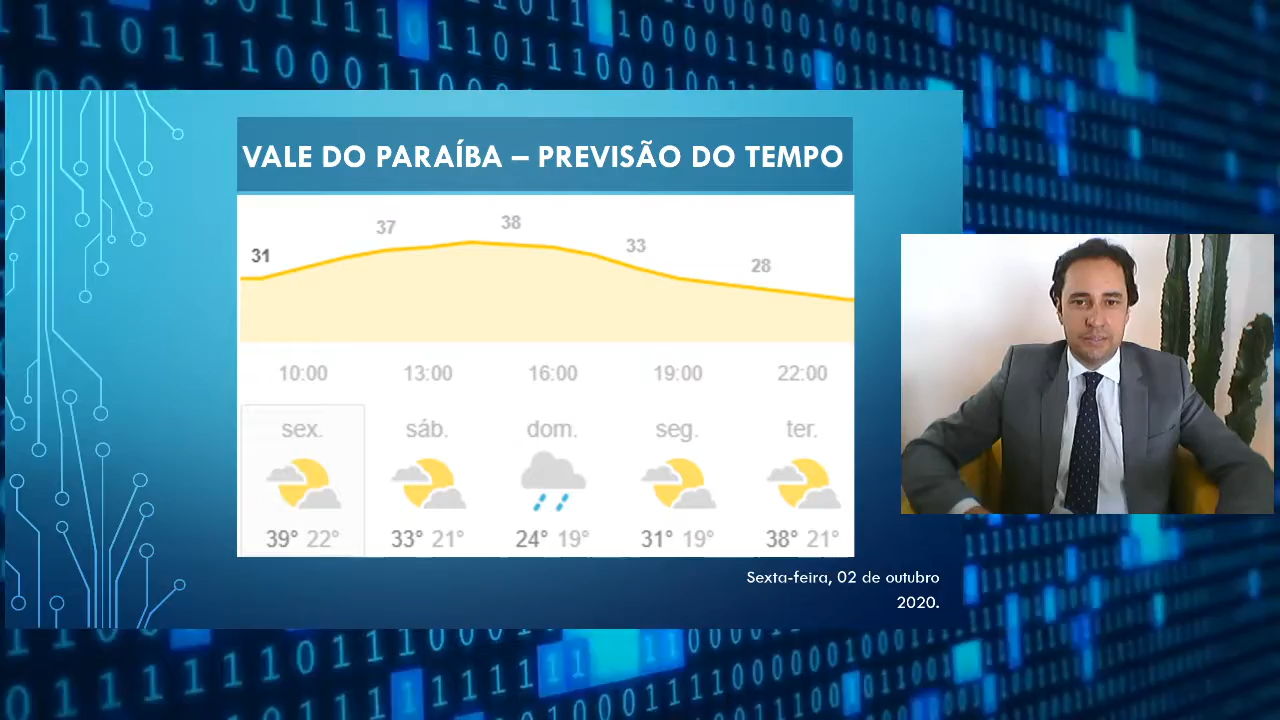 VALE DO PARAÍBA – PREVISÃO DO TEMPO
31 37 38 33 28
10:00 13:00 16:00 19:00 22:00
sex. sáb. dom. seg. ter.
39° 22° 33° 21° 24° 19° 31° 19° 38° 21°
Sexta-feira, 02 de outubro
2020.